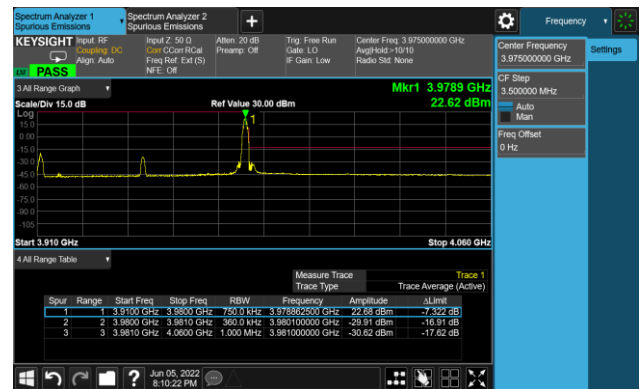 Spectrum Analyzer 1
Spurious Emissions
Spectrum Analyzer 2
Spurious Emissions
Frequency
KEYSIGHT
Input: RF
Coupling: DC
Align: Auto
Input Z: 50 Ω
Corr CCorr RCal
Freq Ref: Ext (S)
NFE: Off
Atten: 20 dB
Preamp: Off
Trig: Free Run
Gate: LO
IF Gain: Low
Center Freq: 3.975000000 GHz
Avg|Hold:>10/10
Radio Std: None
PASS
Center Frequency
3.975000000 GHz
Settings
CF Step
3.500000 MHz
Auto
Man
Freq Offset
0 Hz
3 All Range Graph
Mkr1 3.9789 GHz
Scale/Div 15.0 dB
Ref Value 30.00 dBm
22.62 dBm
Log
1
15.0
0.00
-15.0
-30.0
-45.0
-60.0
-75.0
-90.0
-105
Start 3.910 GHz
Stop 4.060 GHz
4 All Range Table
Measure Trace Trace 1
Trace Type Trace Average (Active)
Spur Range Start Freq Stop Freq RBW Frequency Amplitude ΔLimit
1 1 3.9100 GHz 3.9800 GHz 750.0 kHz 3.978862500 GHz 22.68 dBm -7.322 dB
2 2 3.9800 GHz 3.9810 GHz 360.0 kHz 3.980100000 GHz -29.91 dBm -16.91 dB
3 3 3.9810 GHz 4.0600 GHz 1.000 MHz 3.981000000 GHz -30.62 dBm -17.62 dB
Jun 05, 2022
8:10:22 PM